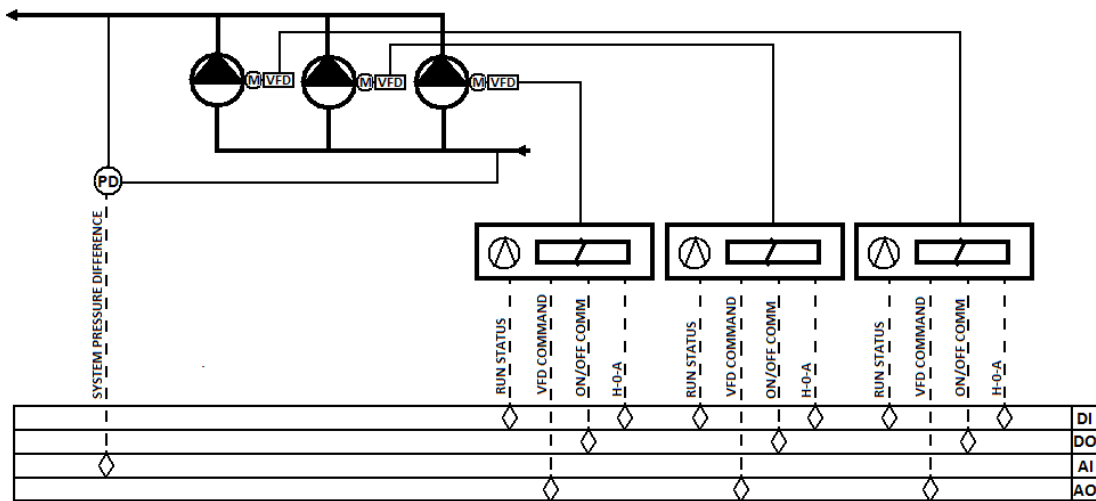 M VFD
M VFD
M VFD
PD
SYSTEM PRESSURE DIFFERENCE
RUN STATUS
VFD COMMAND
ON/OFF COMM
H-0-A
RUN STATUS
VFD COMMAND
ON/OFF COMM
H-0-A
RUN STATUS
VFD COMMAND
ON/OFF COMM
H-0-A
DI
DO
AI
AO